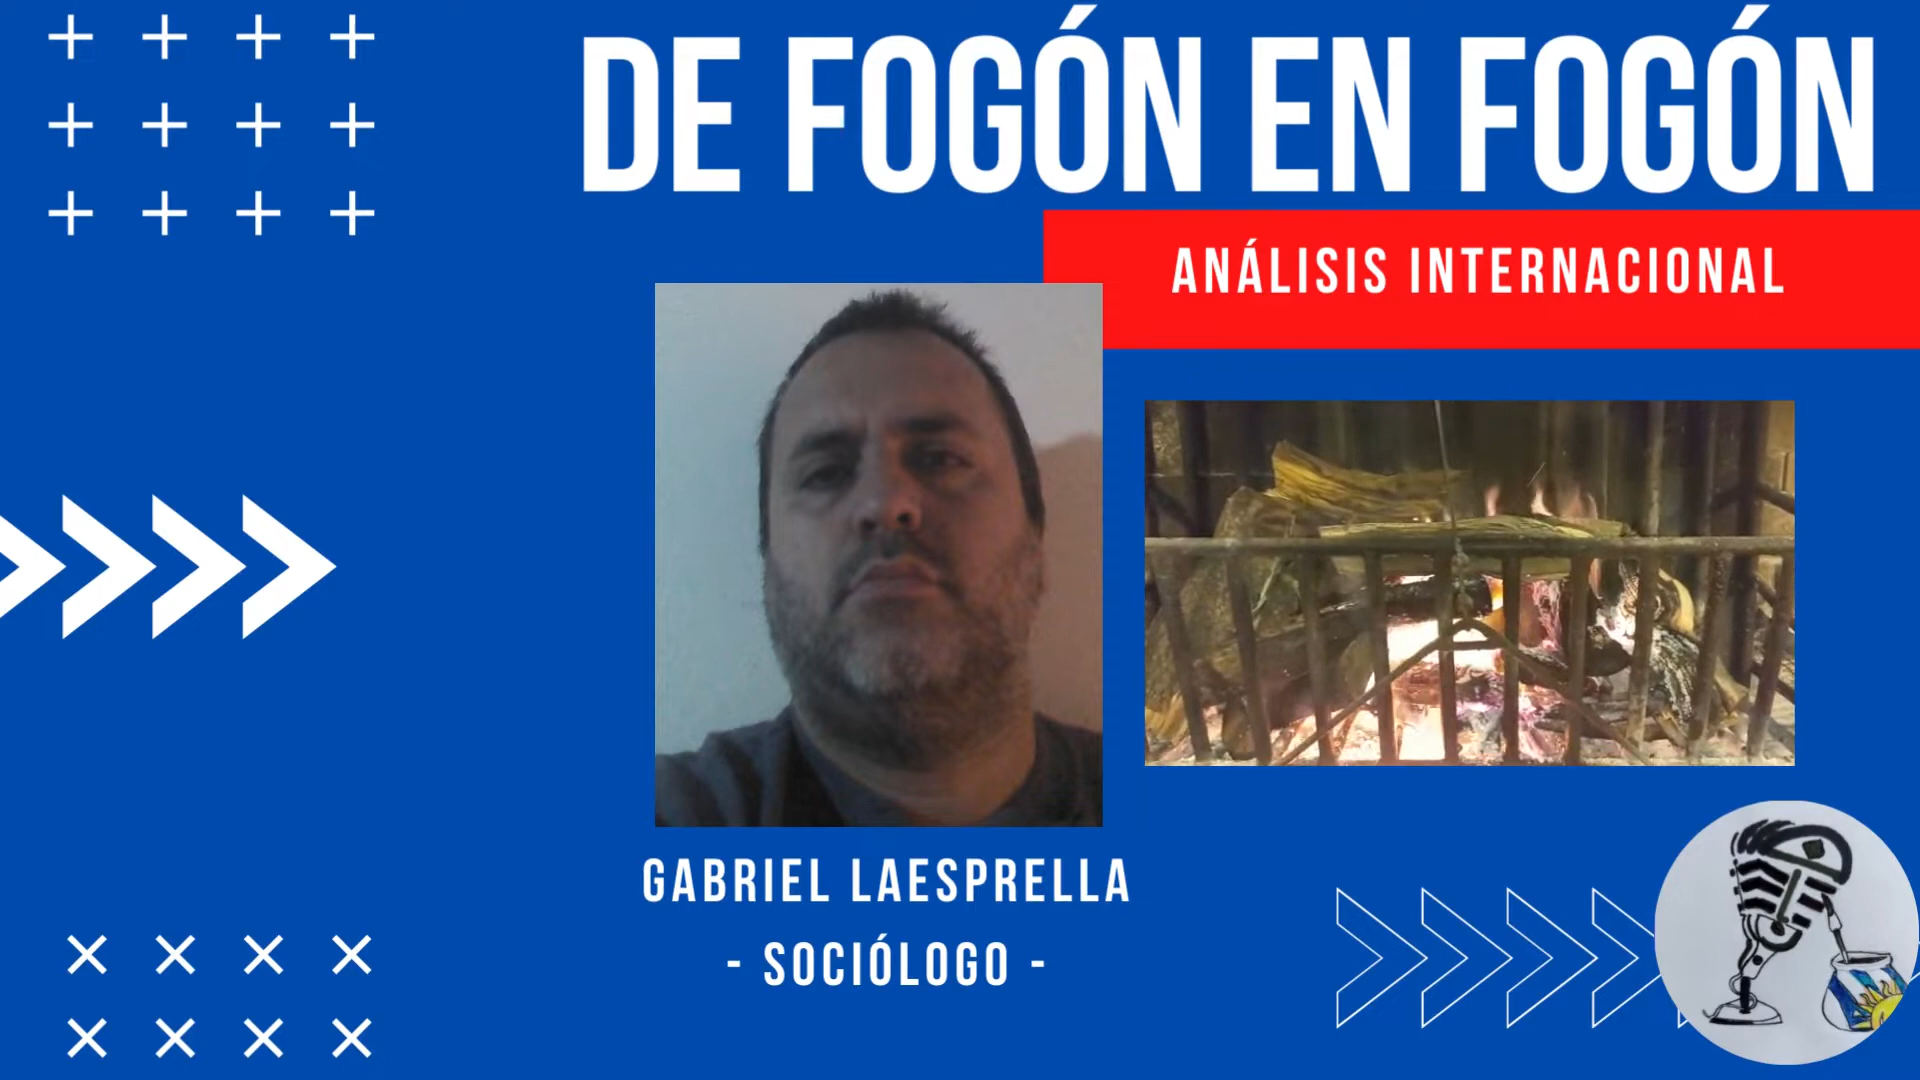 DE FOGÓN EN FOGÓN
ANÁLISIS INTERNACIONAL
GABRIEL LAESPRELLA
- SOCIÓLOGO -